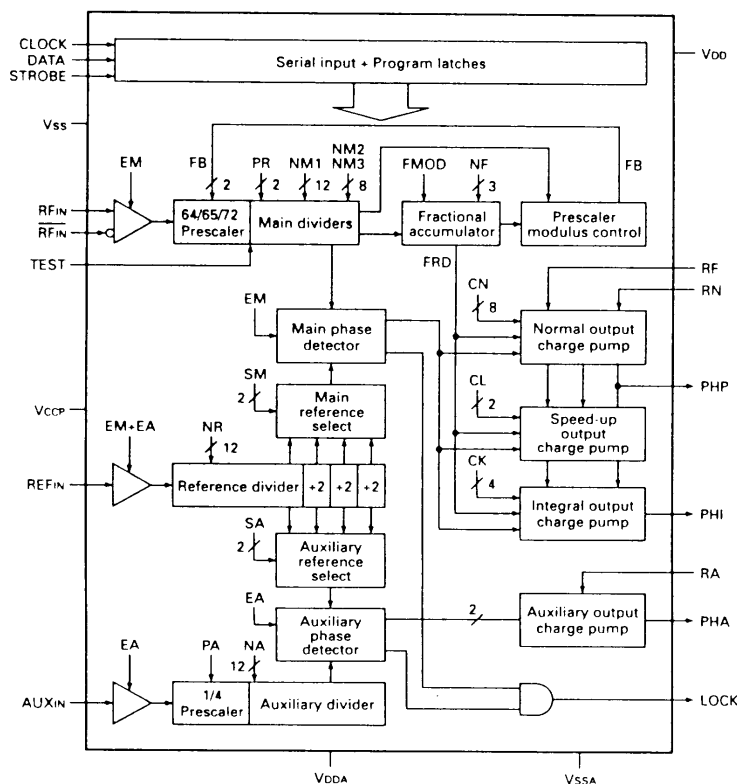 CLOCK
DATA
STROBE
Serial input + Program latches
VDD
VSS
EM
FB
2
PR
2
NM1
12
NM2
NM3
8
FMOD
NF
3
FB
RFIN
RFIN
64/65/72
Prescaler
Main dividers
Fractional
accumulator
Prescaler
modulus control
TEST
FRD
RF
RN
EM
Main phase
detector
CN
8
Normal output
charge pump
SM
2
Main
reference
select
CL
2
Speed-up
output
charge pump
PHP
VCCP
EM+EA
NR
12
REFIN
Reference divider
÷2
÷2
÷2
CK
4
Integral output
charge pump
PHI
SA
2
Auxiliary
reference
select
RA
EA
Auxiliary
phase
detector
2
Auxiliary output
charge pump
PHA
EA
PA
NA
12
AUXIN
1/4
Prescaler
Auxiliary divider
LOCK
VDDA
VSSA